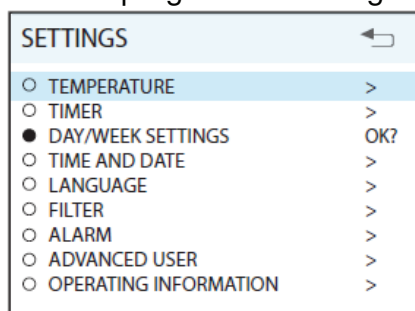 SETTINGS
TEMPERATURE >
TIMER >
DAY/WEEK SETTINGS OK?
TIME AND DATE >
LANGUAGE >
FILTER >
ALARM >
ADVANCED USER >
OPERATING INFORMATION >